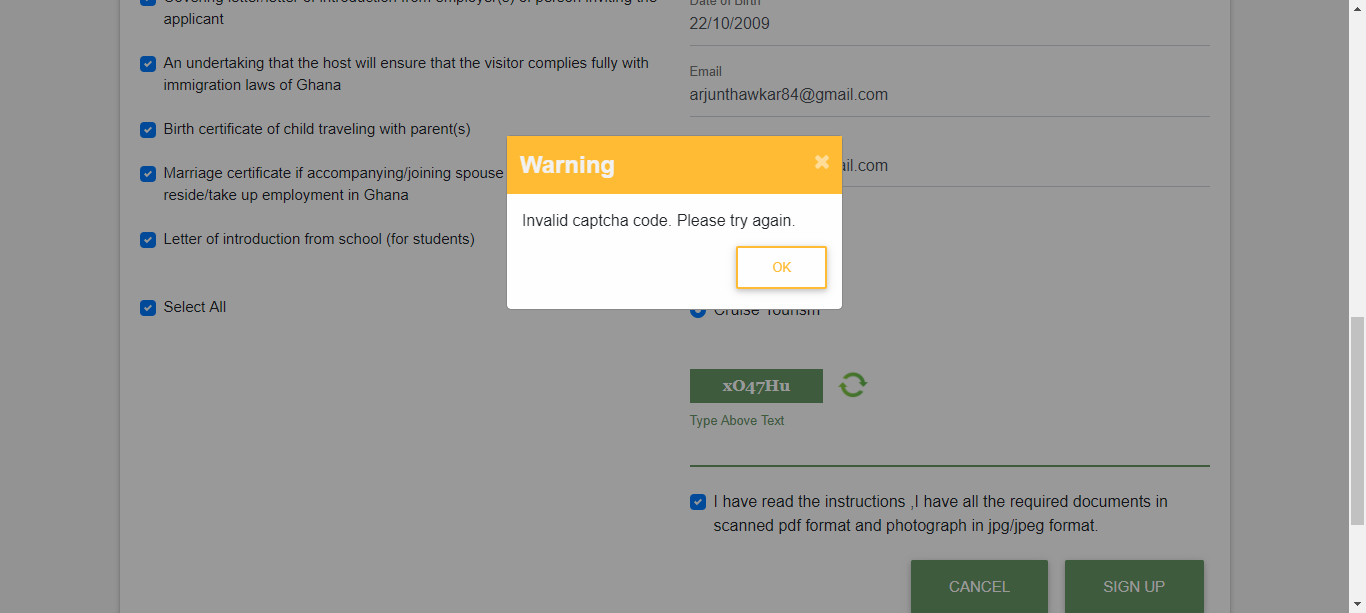 applicant
An undertaking that the host will ensure that the visitor complies fully with
immigration laws of Ghana
Birth certificate of child traveling with parent(s)
Marriage certificate if accompanying/joining spouse
reside/take up employment in Ghana
Letter of introduction from school (for students)
Select All
Date of Birth
22/10/2009
Email
arjunthawkar84@gmail.com
ail.com
Warning
Invalid captcha code. Please try again.
OK
Cruise Tourism
xO47Hu
Type Above Text
I have read the instructions ,I have all the required documents in
scanned pdf format and photograph in jpg/jpeg format.
CANCEL
SIGN UP